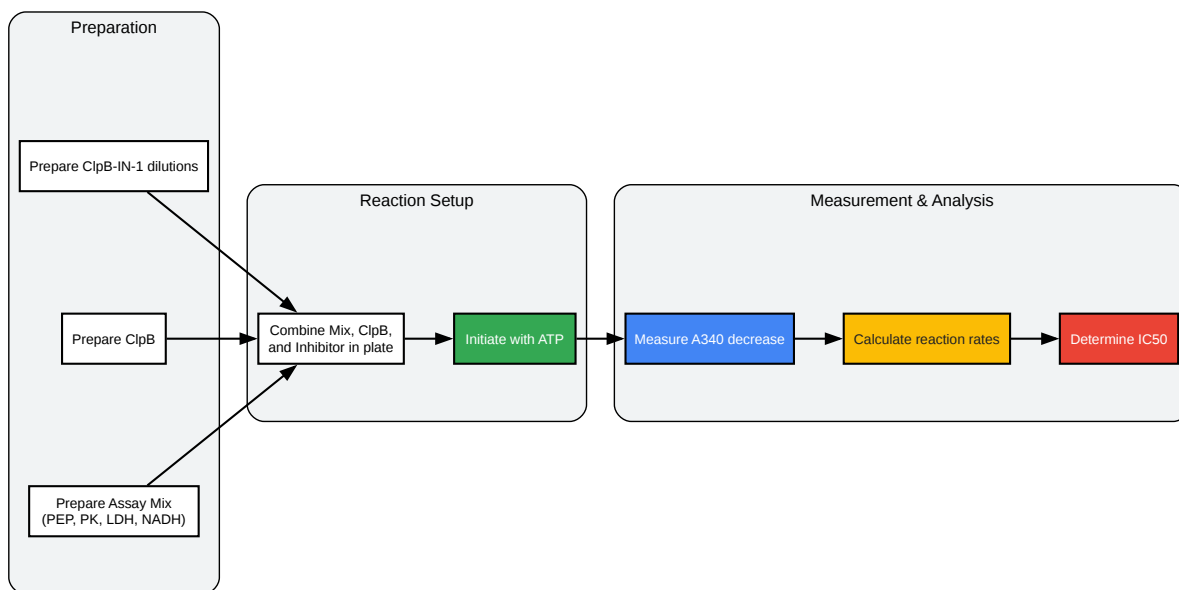 Preparation
Prepare ClpB-IN-1 dilutions
Prepare ClpB
Prepare Assay Mix
(PEP, PK, LDH, NADH)
Reaction Setup
Combine Mix, ClpB,
and Inhibitor in plate
Initiate with ATP
Measurement & Analysis
Measure A340 decrease
Calculate reaction rates
Determine IC50